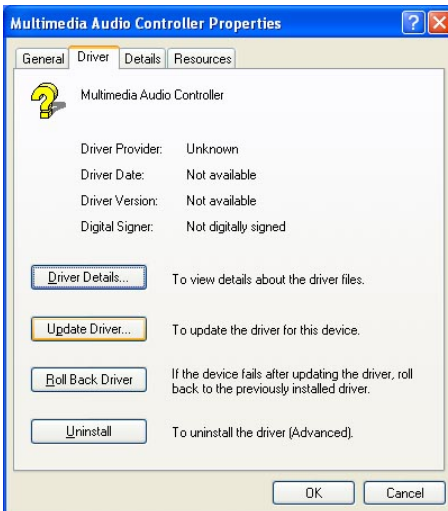 Multimedia Audio Controller Properties
General Driver Details Resources
Multimedia Audio Controller
Driver Provider: Unknown
Driver Date: Not available
Driver Version: Not available
Digital Signer: Not digitally signed
Driver Details... To view details about the driver files.
Update Driver... To update the driver for this device.
Roll Back Driver If the device fails after updating the driver, roll
back to the previously installed driver.
Uninstall To uninstall the driver (Advanced).
OK Cancel